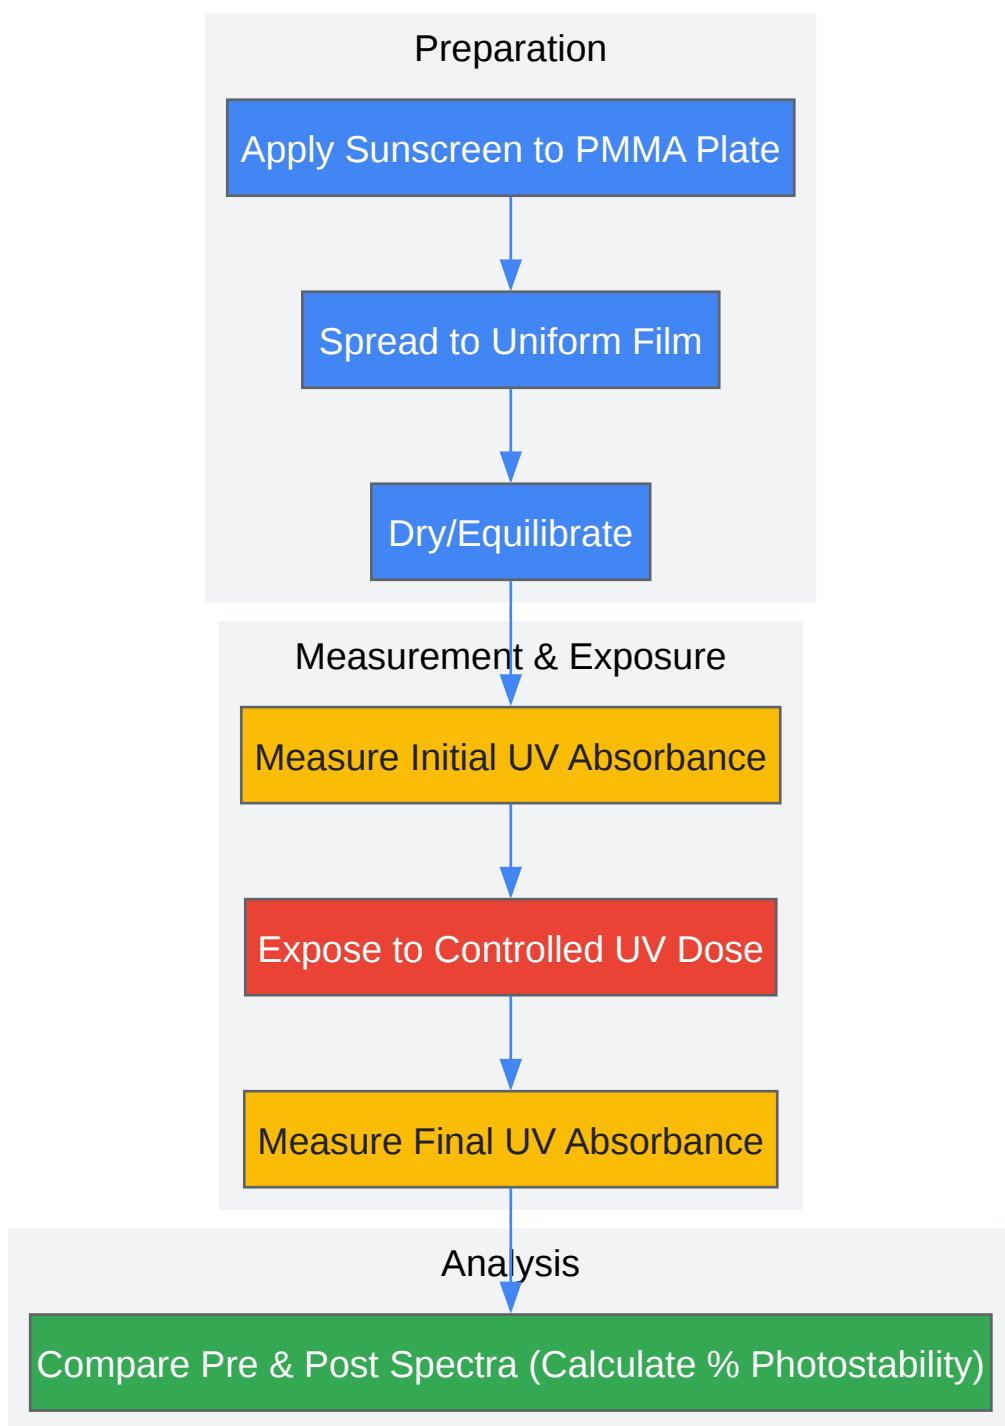 Preparation
Apply Sunscreen to PMMA Plate
Spread to Uniform Film
Dry/Equilibrate
Measurement & Exposure
Measure Initial UV Absorbance
Expose to Controlled UV Dose
Measure Final UV Absorbance
Analysis
Compare Pre & Post Spectra (Calculate % Photostability)